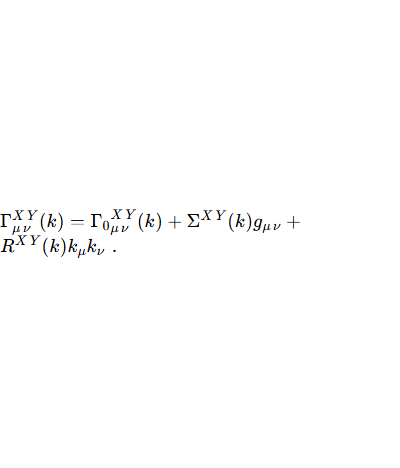 Γ^{XY}_{μν}(k) = Γ_0^{XY}_{μν}(k) + Σ^{XY}(k)g_{μν} +
R^{XY}(k)k_μk_ν .